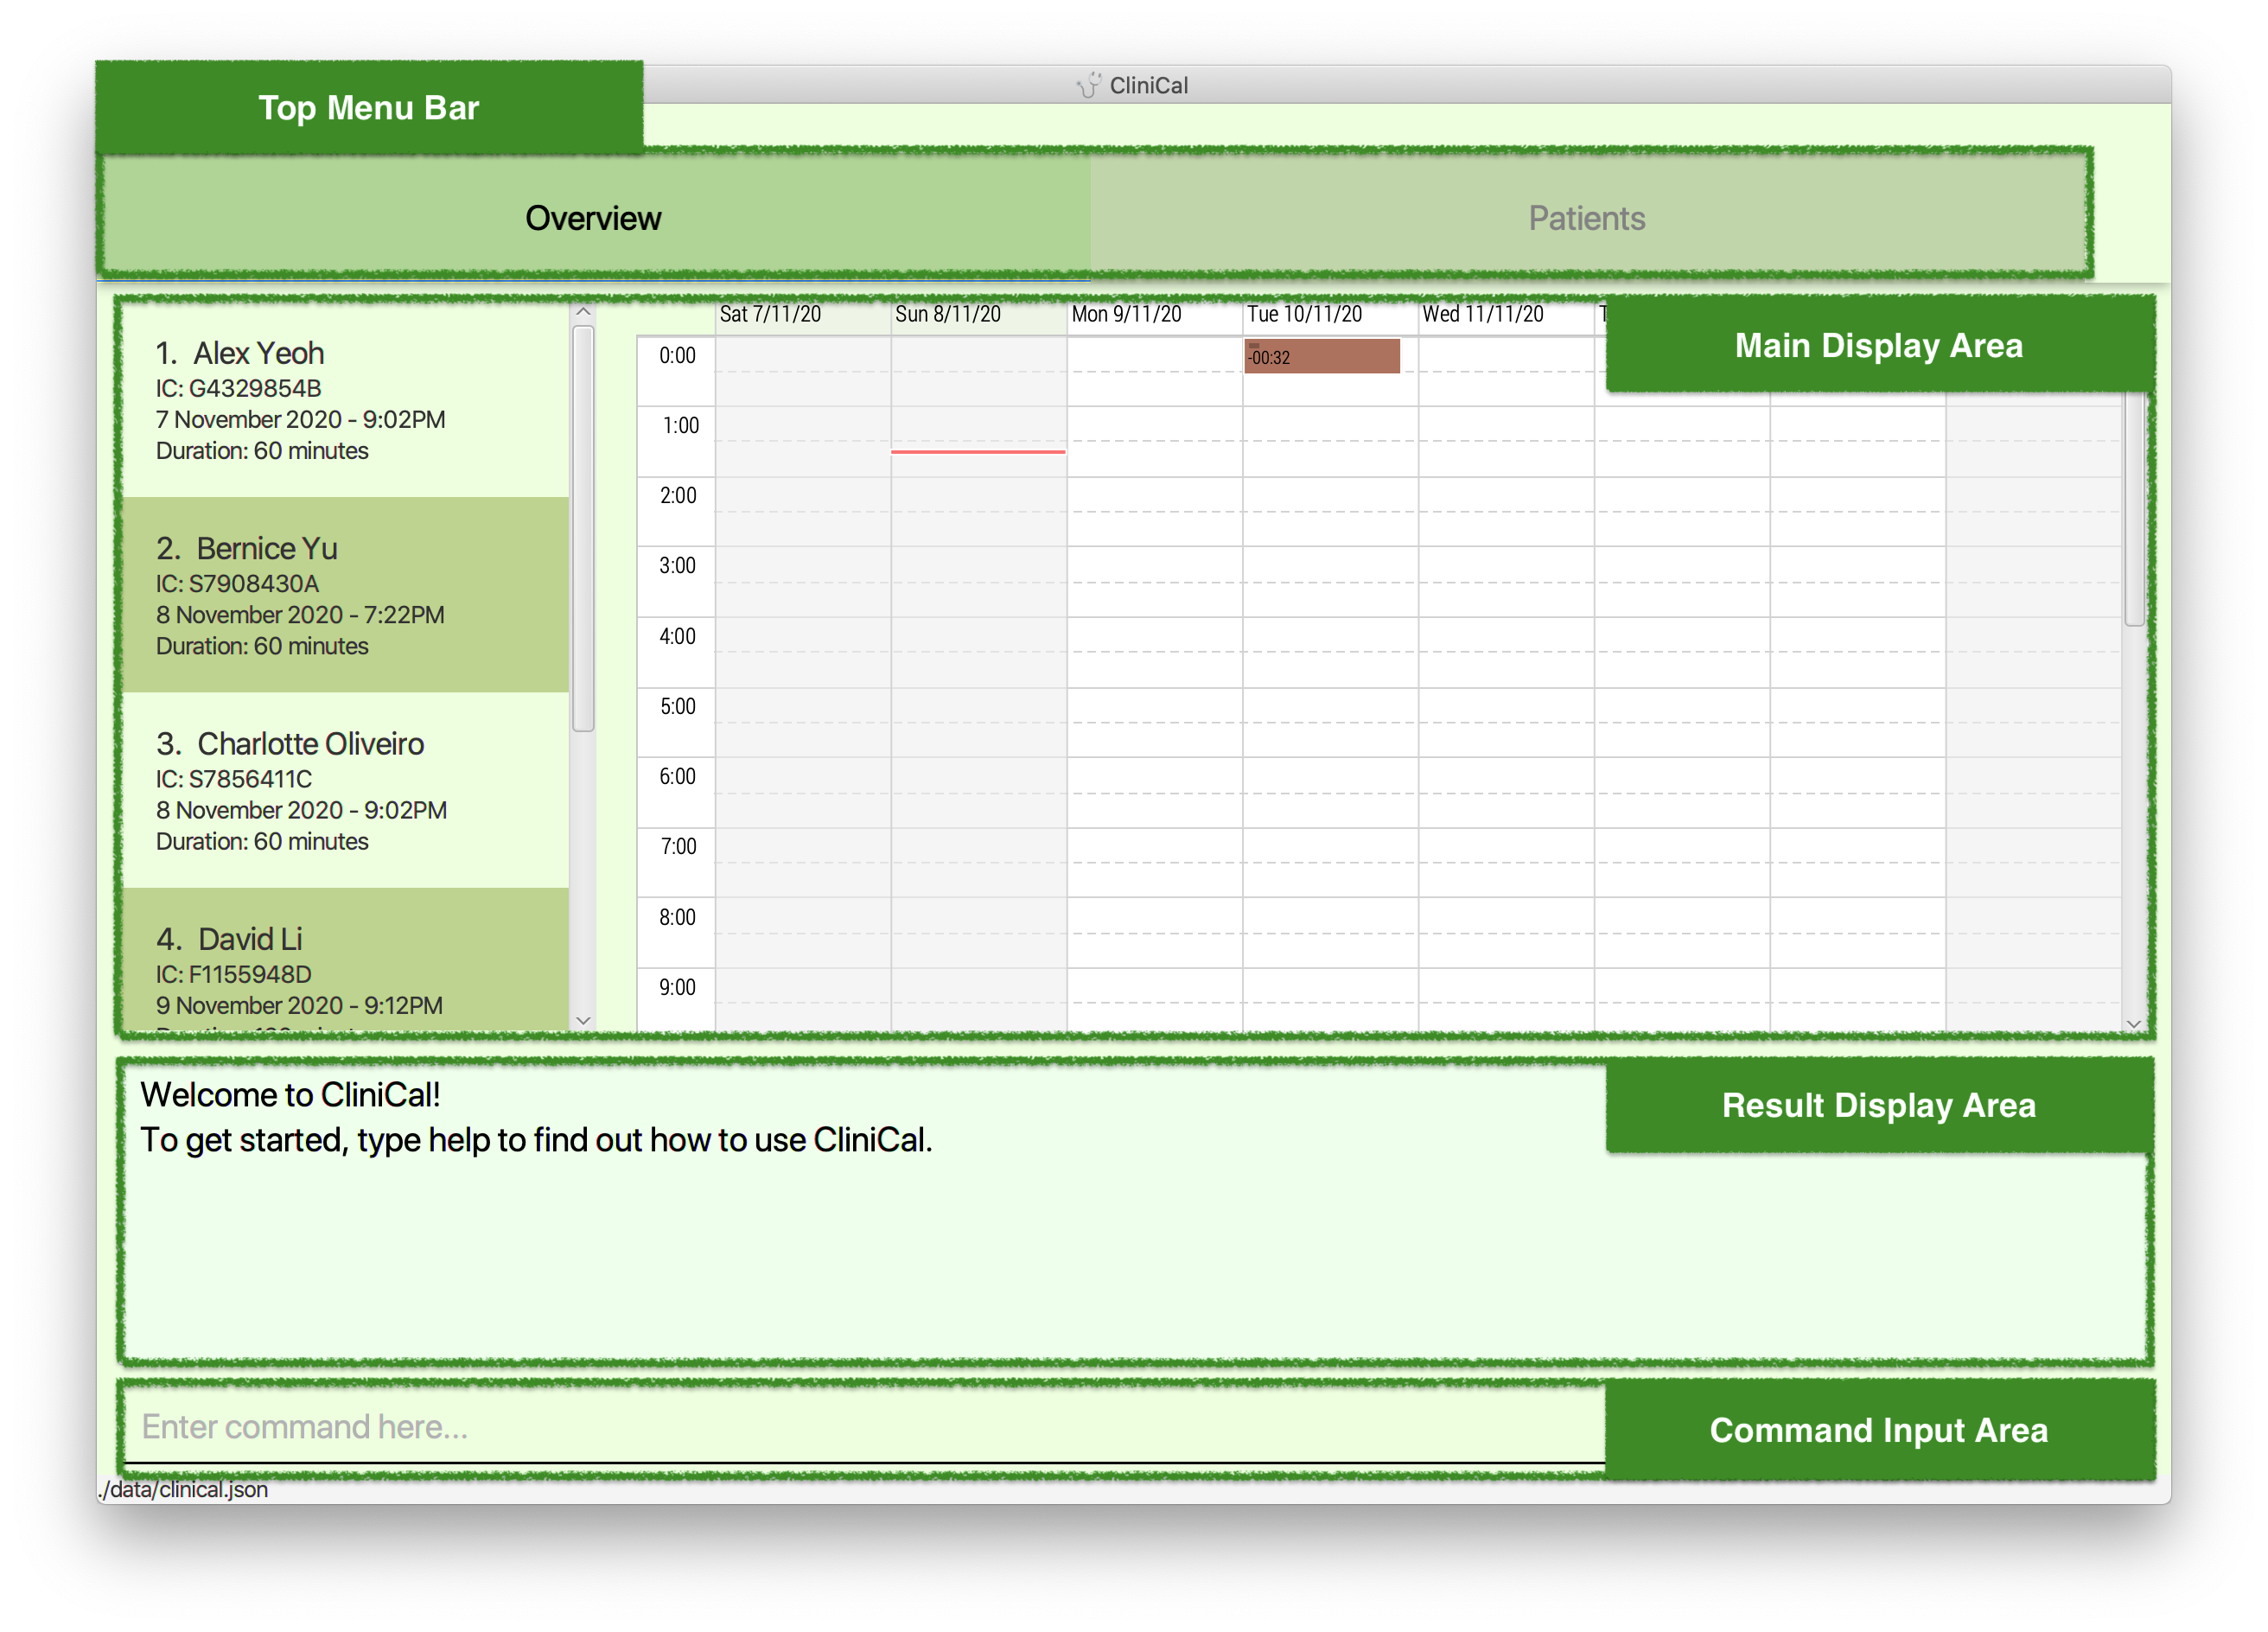 CliniCal
Top Menu Bar
Overview
Patients
1. Alex Yeoh
IC: G4329854B
7 November 2020 - 9:02PM
Duration: 60 minutes
2. Bernice Yu
IC: S7908430A
8 November 2020 - 7:22PM
Duration: 60 minutes
3. Charlotte Oliveiro
IC: S7856411C
8 November 2020 - 9:02PM
Duration: 60 minutes
4. David Li
IC: F1155948D
9 November 2020 - 9:12PM
Sat 7/11/20
Sun 8/11/20
Mon 9/11/20
Tue 10/11/20
Wed 11/11/20
Main Display Area
0:00
-00:32
1:00
2:00
3:00
4:00
5:00
6:00
7:00
8:00
9:00
Welcome to CliniCal!
To get started, type help to find out how to use CliniCal.
Result Display Area
Enter command here...
Command Input Area
./data/clinical.json